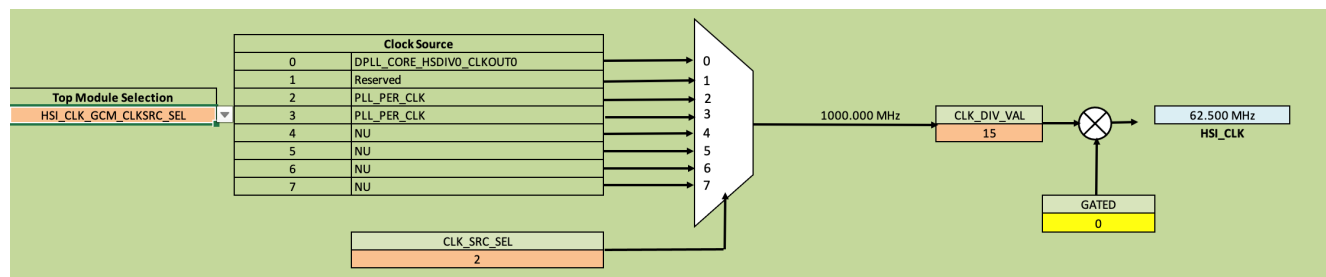 Top Module Selection
HSI_CLK_GCM_CLKSRC_SEL
Clock Source
0 DPLL_CORE_HSDIV0_CLKOUT0
1 Reserved
2 PLL_PER_CLK
3 PLL_PER_CLK
4 NU
5 NU
6 NU
7 NU
CLK_SRC_SEL
2
0
1
2
3
4
5
6
7
1000.000 MHz
CLK_DIV_VAL
15
GATED
0
62.500 MHz
HSI_CLK